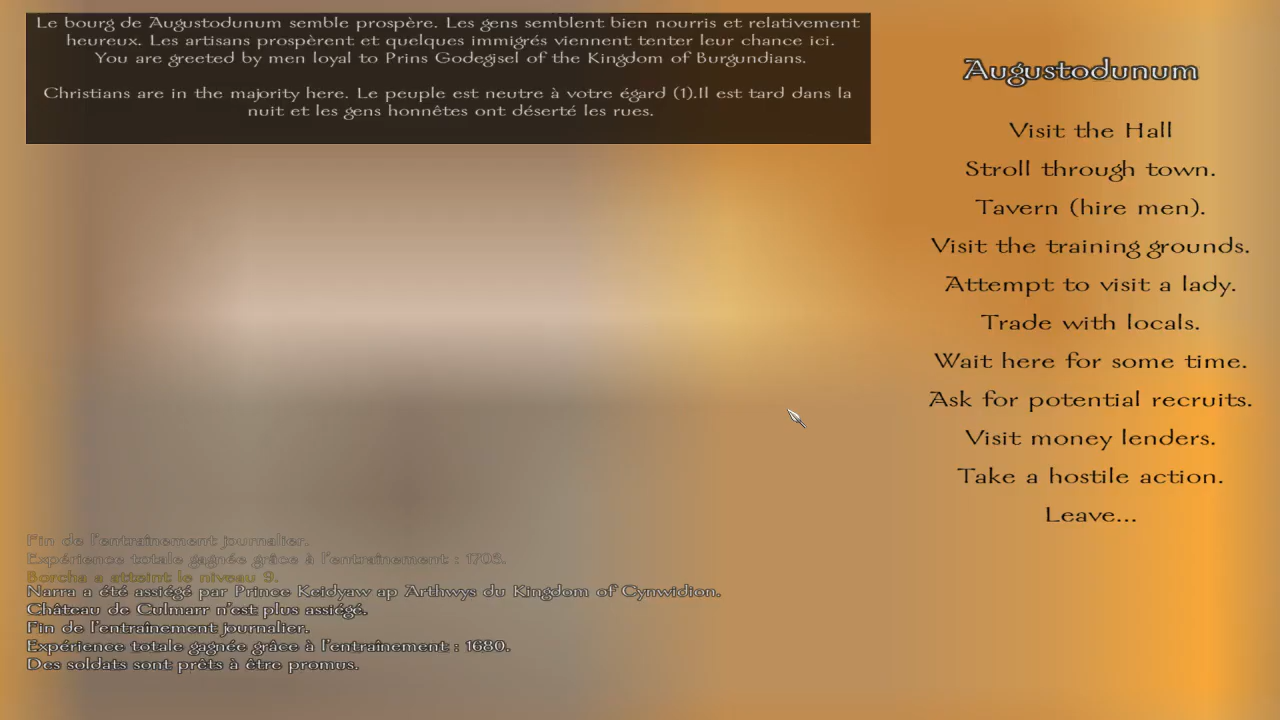 Le bourg de Augustodunum semble prospère. Les gens semblent bien nourris et relativement
heureux. Les artisans prospèrent et quelques immigrés viennent tenter leur chance ici.
You are greeted by men loyal to Prins Godegisel of the Kingdom of Burgundians.
Christians are in the majority here. Le peuple est neutre à votre égard (1).Il est tard dans la
nuit et les gens honnêtes ont déserté les rues.
Augustodunum
Visit the Hall
Stroll through town.
Tavern (hire men).
Visit the training grounds.
Attempt to visit a lady.
Trade with locals.
Wait here for some time.
Ask for potential recruits.
Visit money lenders.
Take a hostile action.
Leave...
Fin de l'entraînement journalier.
Expérience totale gagnée grâce à l'entraînement : 1708.
Borcha a atteint le niveau 9.
Narra a été assiégé par Prince Keidyaw ap Arthwys du Kingdom of Cynwidion.
Château de Culmarr n'est plus assiégé.
Fin de l'entraînement journalier.
Expérience totale gagnée grâce à l'entraînement : 1680.
Des soldats sont prêts à être promus.